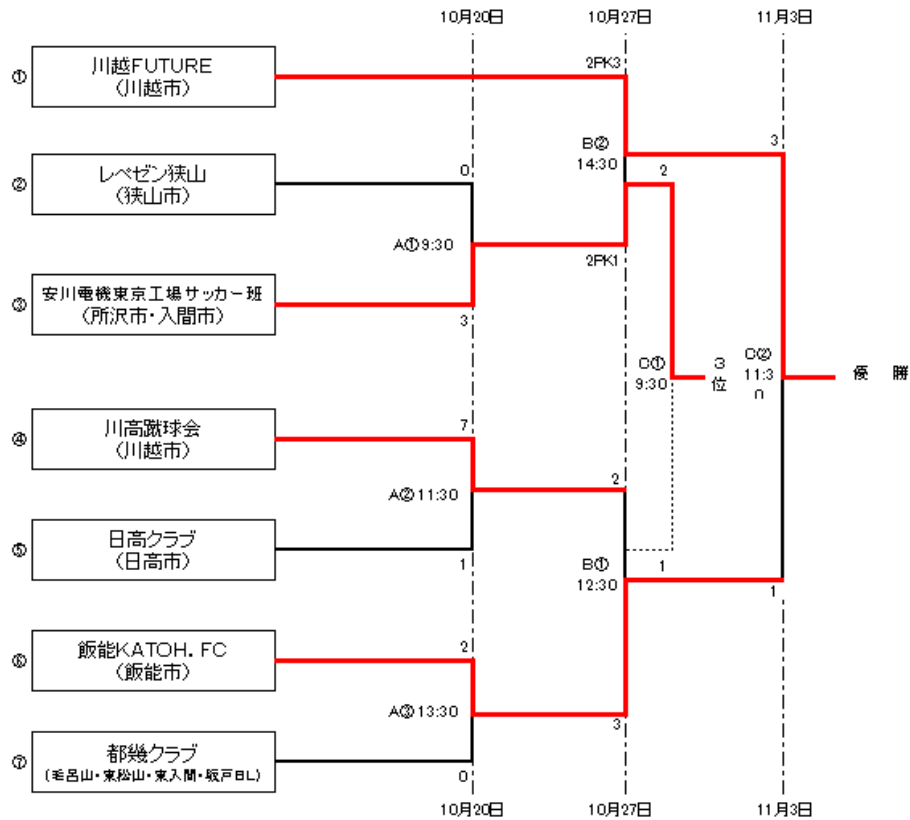 10月20日 10月27日 11月3日
① 川越FUTURE
(川越市)
2PK3
② レペゼン狭山
(狭山市)
0
B②
14:30
2
3
A①9:30
2PK1
③ 安川電機東京工場サッカー班
(所沢市・入間市)
3
C①
9:30
3
位
C②
11:3
0
優 勝
④ 川高蹴球会
(川越市)
7
A②11:30
2
⑤ 日高クラブ
(日高市)
1
B①
12:30
1
1
⑥ 飯能KATOH.FC
(飯能市)
2
A③13:30
3
⑦ 都幾クラブ
(毛呂山・東松山・東入間・坂戸BL)
0
10月20日 10月27日 11月3日